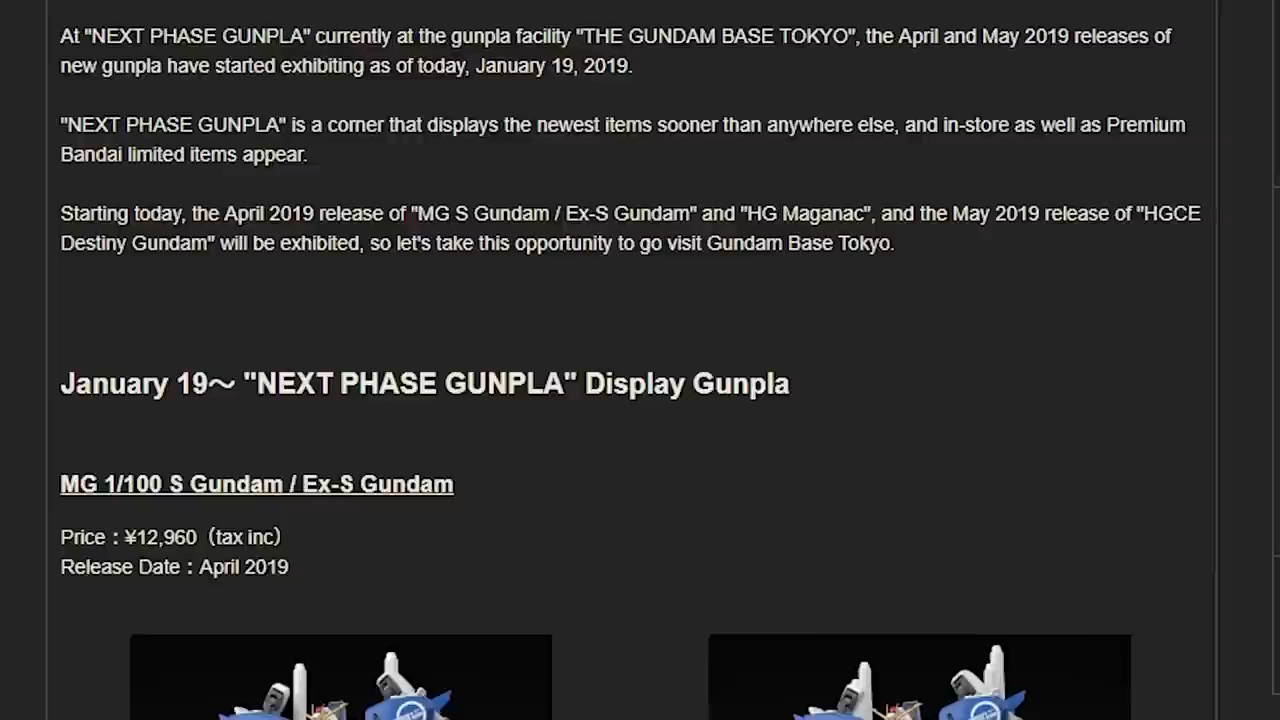 At "NEXT PHASE GUNPLA" currently at the gunpla facility "THE GUNDAM BASE TOKYO", the April and May 2019 releases of
new gunpla have started exhibiting as of today, January 19, 2019.
"NEXT PHASE GUNPLA" is a corner that displays the newest items sooner than anywhere else, and in-store as well as Premium
Bandai limited items appear.
Starting today, the April 2019 release of "MG S Gundam / Ex-S Gundam" and "HG Maganac", and the May 2019 release of "HGCE
Destiny Gundam" will be exhibited, so let's take this opportunity to go visit Gundam Base Tokyo.
January 19～ "NEXT PHASE GUNPLA" Display Gunpla
MG 1/100 S Gundam / Ex-S Gundam
Price：¥12,960（tax inc）
Release Date：April 2019